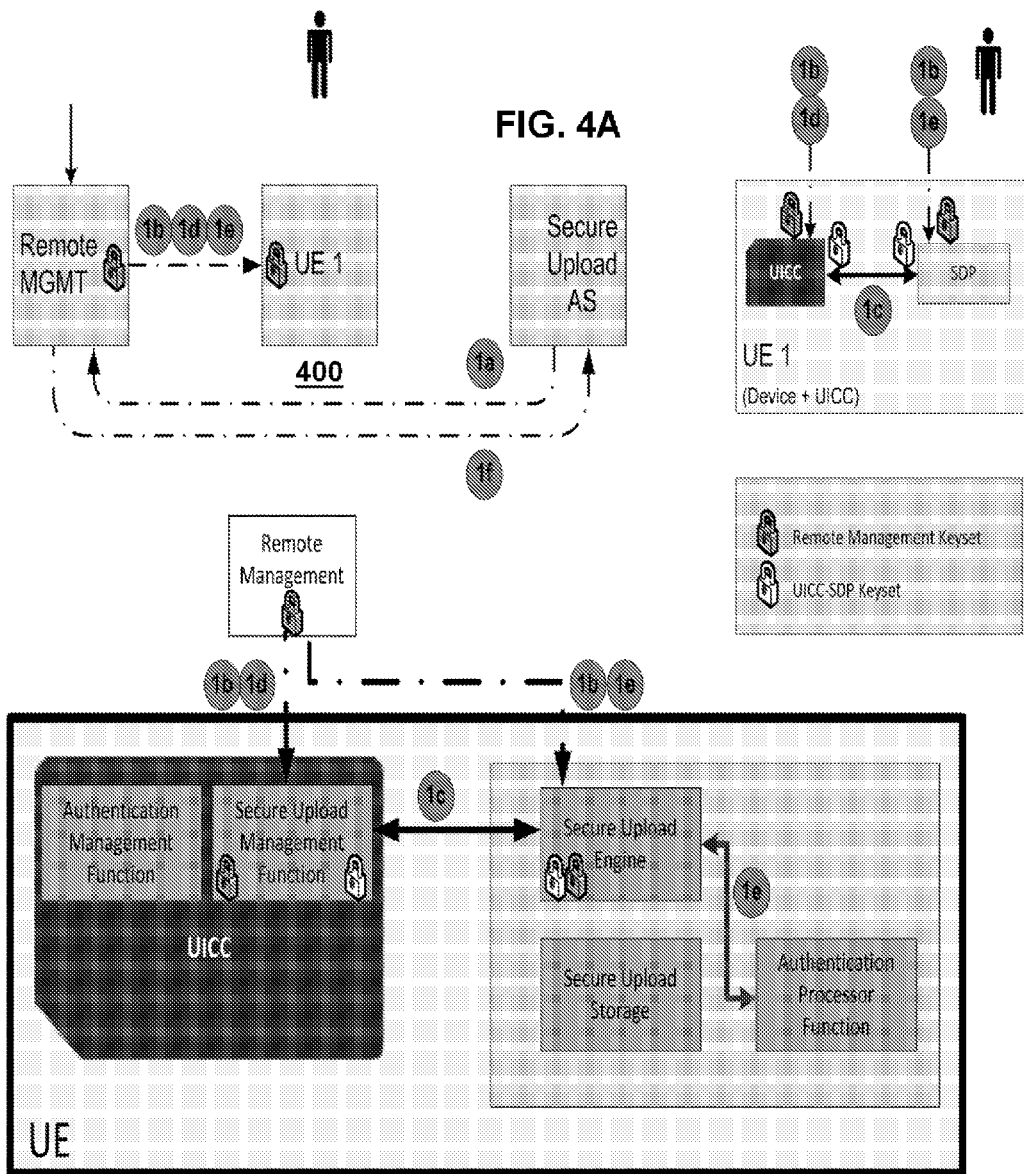 FIG. 4A
1b
1b
1d
1e
Remote
MGMT
1b 1d 1e
UE 1
Secure
Upload
AS
UICC
SDP
1c
UE 1
(Device + UICC)
400
1a
1f
Remote Management Keyset
UICC-SDP Keyset
Remote
Management
1b 1d
1b 1e
Authentication
Management
Function
Secure Upload
Management
Function
UICC
1c
Secure Upload
Engine
1e
Secure Upload
Storage
Authentication
Processor
Function
UE